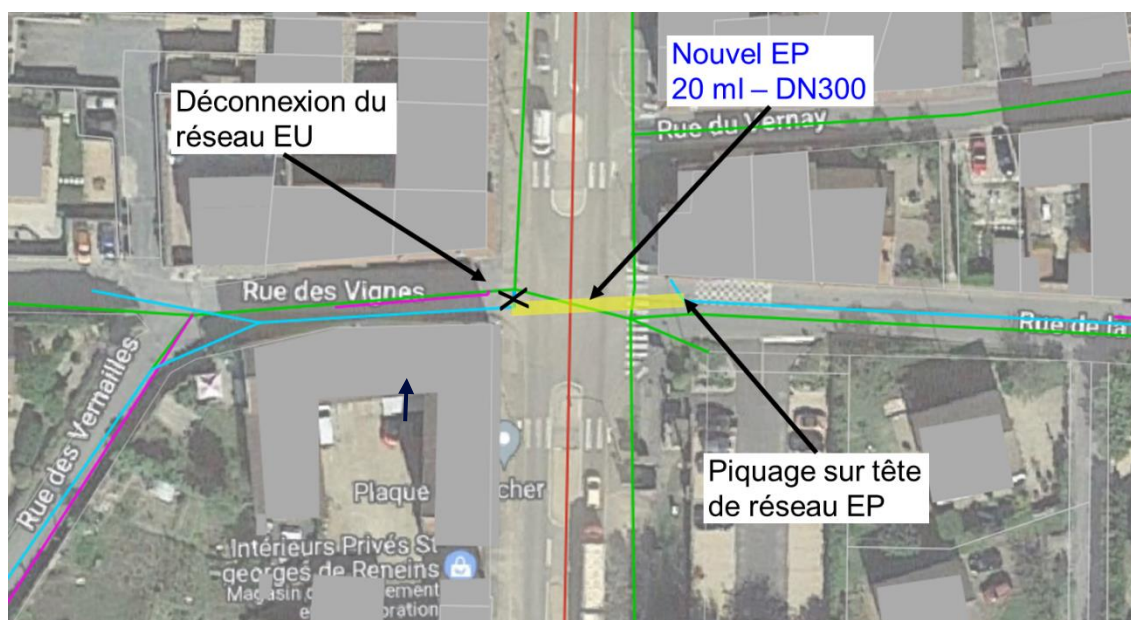 Nouvel EP
20 ml – DN300
Déconnexion du
réseau EU
Rue du Vernay
Rue des Vignes
Rue de la
Rue des Vernailles
Piquage sur tête
de réseau EP
Plaque
cher
Intérieurs Privés St
georges de Reneins
Magasin d
ement
et
oration